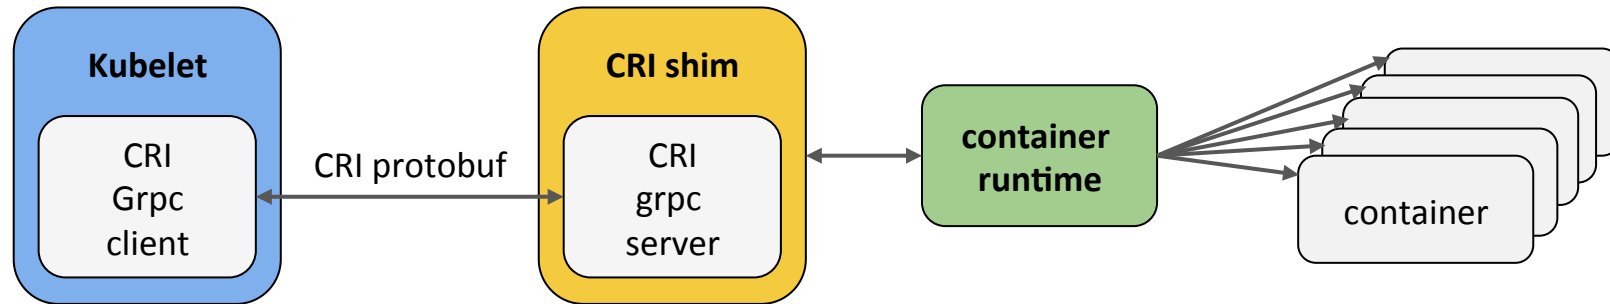 Kubelet
CRI
Grpc
client
CRI protobuf
CRI shim
CRI
grpc
server
container
runtime
container